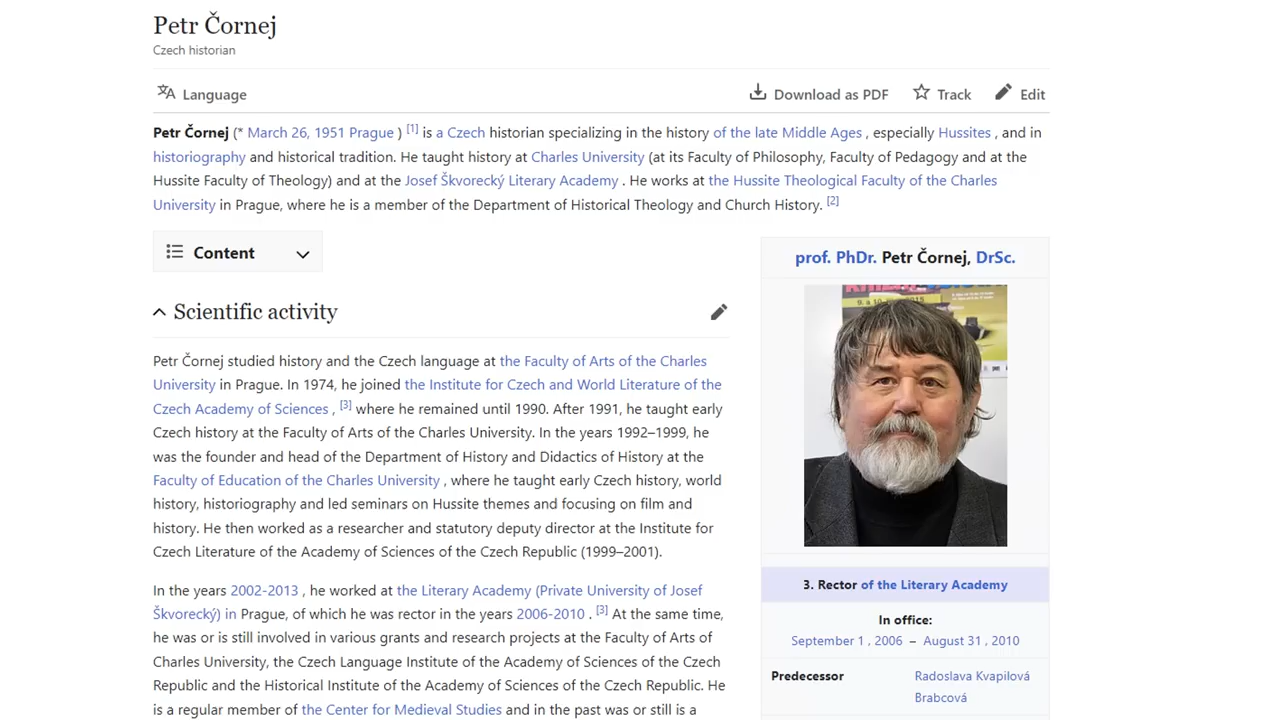 Petr Čornej
Czech historian
Language
Download as PDF
Track
Edit
Petr Čornej (* March 26, 1951 Prague ) [1] is a Czech historian specializing in the history of the late Middle Ages , especially Hussites , and in
historiography and historical tradition. He taught history at Charles University (at its Faculty of Philosophy, Faculty of Pedagogy and at the
Hussite Faculty of Theology) and at the Josef Škvorecký Literary Academy . He works at the Hussite Theological Faculty of the Charles
University in Prague, where he is a member of the Department of Historical Theology and Church History. [2]
Content
Scientific activity
Petr Čornej studied history and the Czech language at the Faculty of Arts of the Charles
University in Prague. In 1974, he joined the Institute for Czech and World Literature of the
Czech Academy of Sciences , [3] where he remained until 1990. After 1991, he taught early
Czech history at the Faculty of Arts of the Charles University. In the years 1992–1999, he
was the founder and head of the Department of History and Didactics of History at the
Faculty of Education of the Charles University , where he taught early Czech history, world
history, historiography and led seminars on Hussite themes and focusing on film and
history. He then worked as a researcher and statutory deputy director at the Institute for
Czech Literature of the Academy of Sciences of the Czech Republic (1999–2001).
In the years 2002-2013 , he worked at the Literary Academy (Private University of Josef
Škvorecký) in Prague, of which he was rector in the years 2006-2010 . [3] At the same time,
he was or is still involved in various grants and research projects at the Faculty of Arts of
Charles University, the Czech Language Institute of the Academy of Sciences of the Czech
Republic and the Historical Institute of the Academy of Sciences of the Czech Republic. He
is a regular member of the Center for Medieval Studies and in the past was or still is a
prof. PhDr. Petr Čornej, DrSc.
3. Rector of the Literary Academy
In office:
September 1 , 2006 – August 31 , 2010
Predecessor
Radoslava Kvapilová
Brabcová